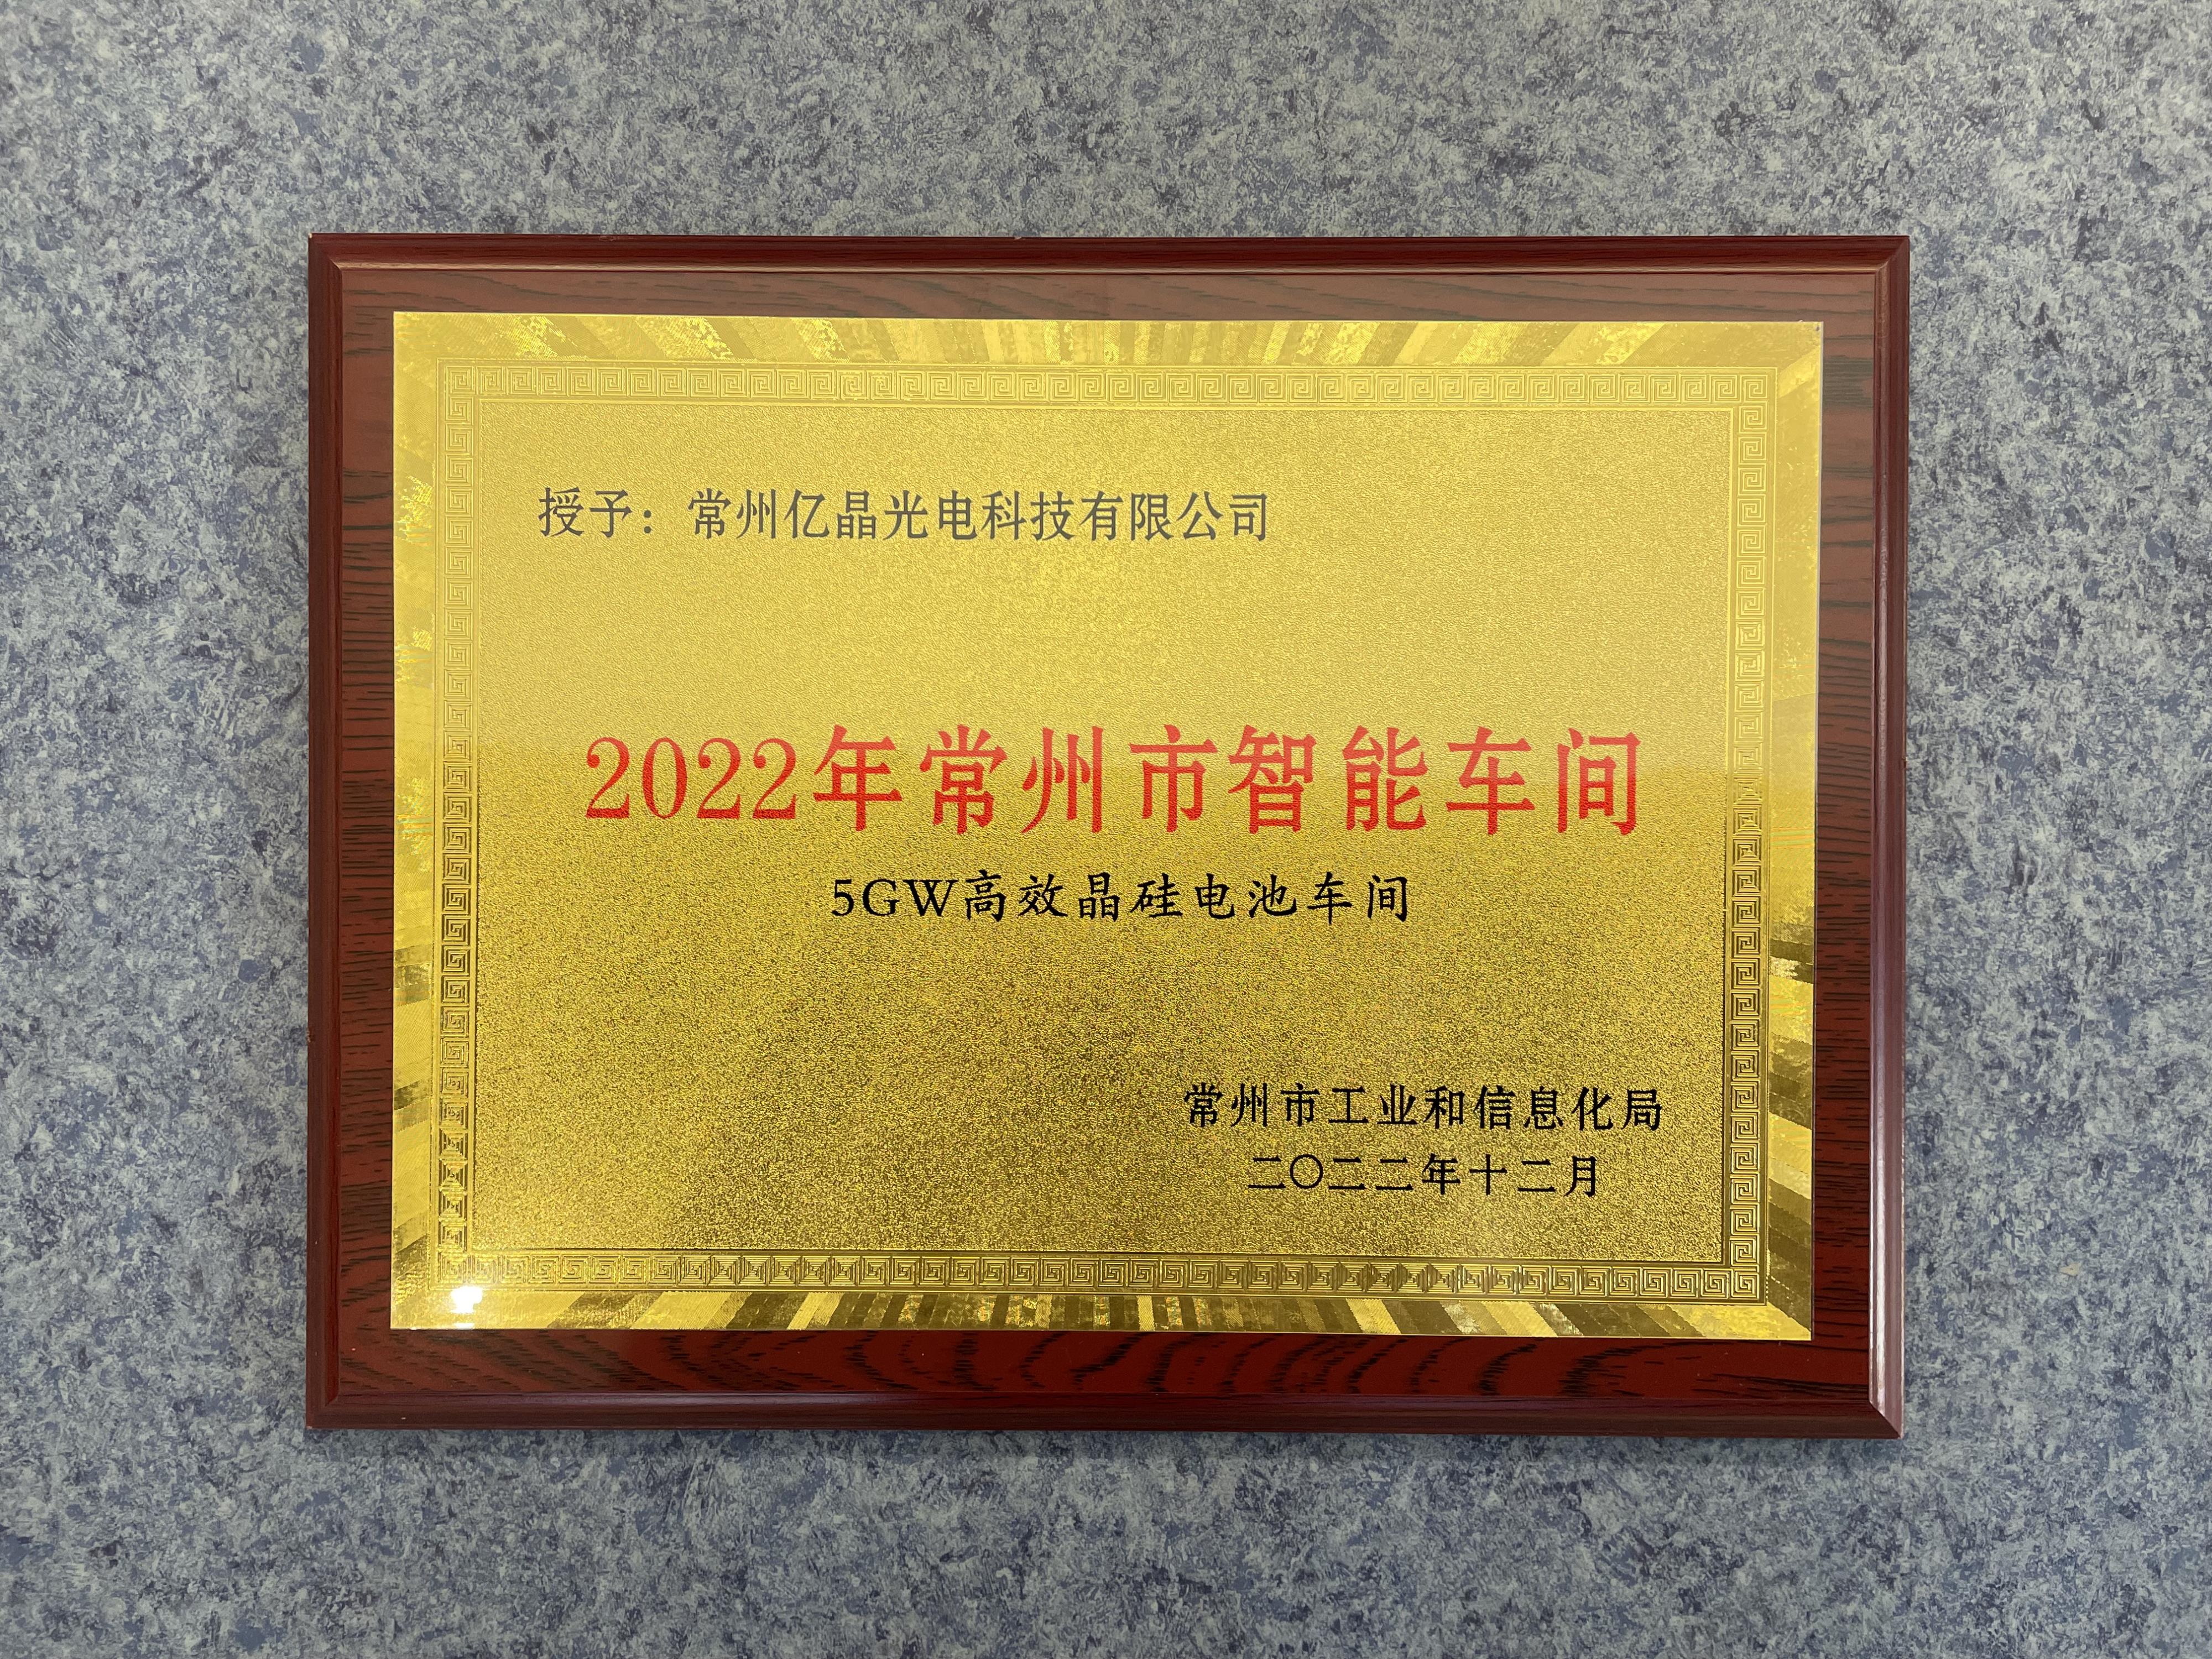 授予：常州亿晶光电科技有限公司
2022年常州市智能车间
5GW高效晶硅电池车间
常州市工业和信息化局
二〇二二年十二月